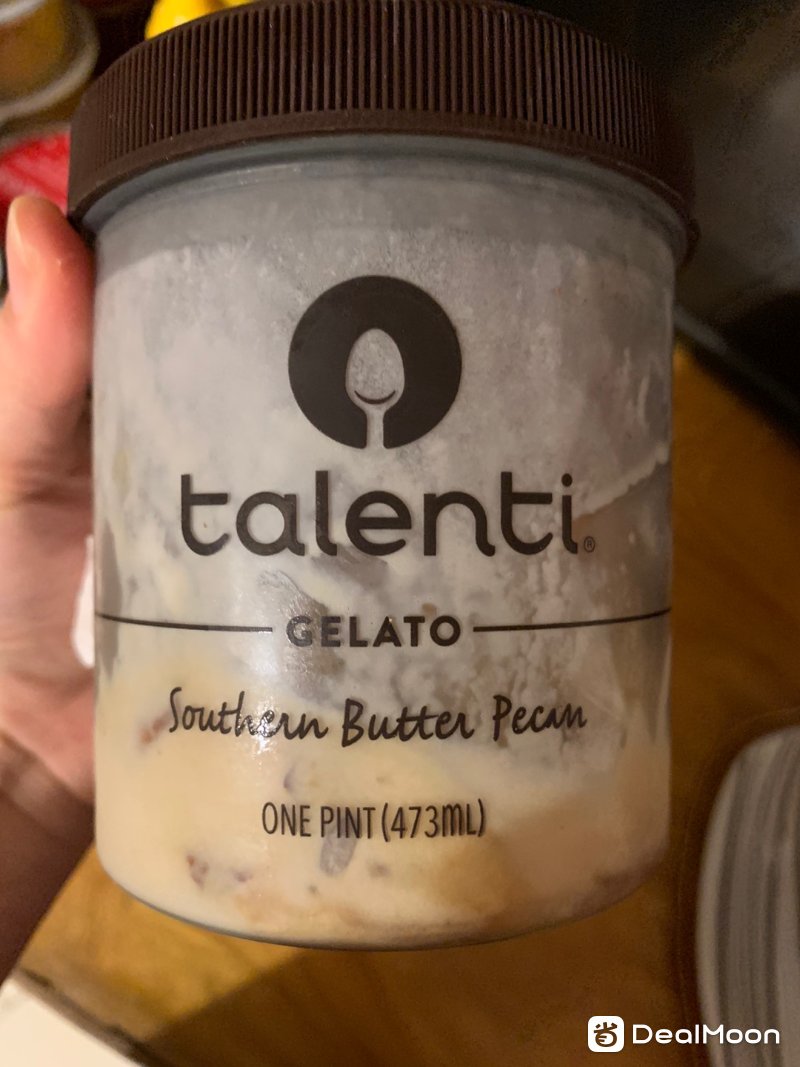 talenti®
GELATO
Southern Butter Pecan
ONE PINT (473mL)
DealMoon